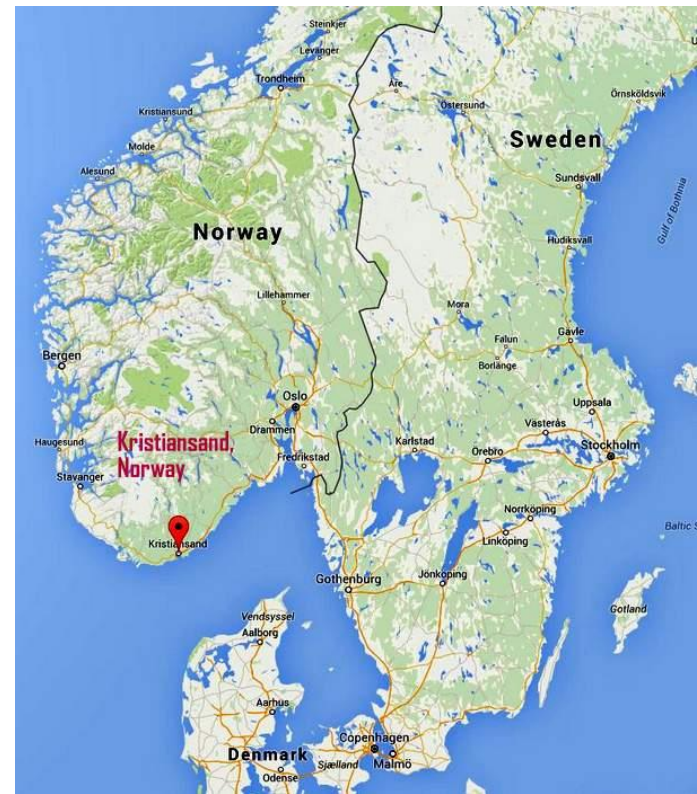 Steinkjer
Levanger
Trondheim
Åre
Östersund
Örnsköldsvik
Kristiansund
Molde
Sweden
Alesund
Sundsvall
Gulf of Bothnia
Norway
Hudiksvall
Lillehammer
Mora
Falun
Gävle
Bergen
Borlänge
Oslo
Uppsala
Drammen
Västerås
Kristiansand,
Norway
Haugesund
Karlstad
Örebro
Stockholm
Fredrikstad
Stavanger
Norrköping
Baltic S
Kristiansand
Linköping
Gothenburg
Jönköping
Vendsyssel
Gotland
Aalborg
Aarhus
Copenhagen
Denmark
Sjælland
Malmö
Odense